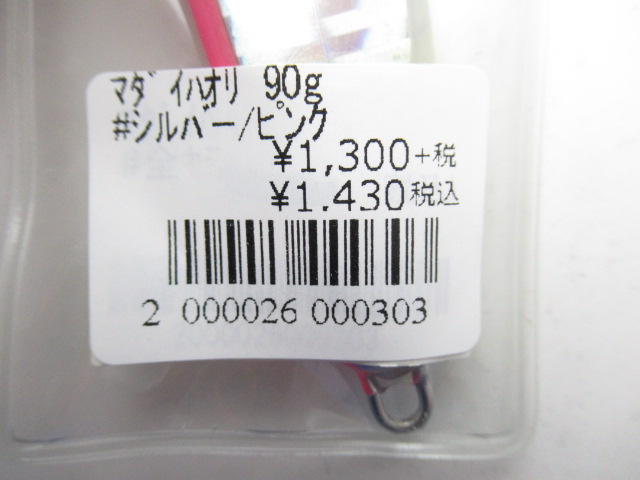 マダイハオリ 90g
#シルバー/ピンク
¥1,300+税
¥1.430税込
2 000026 000303